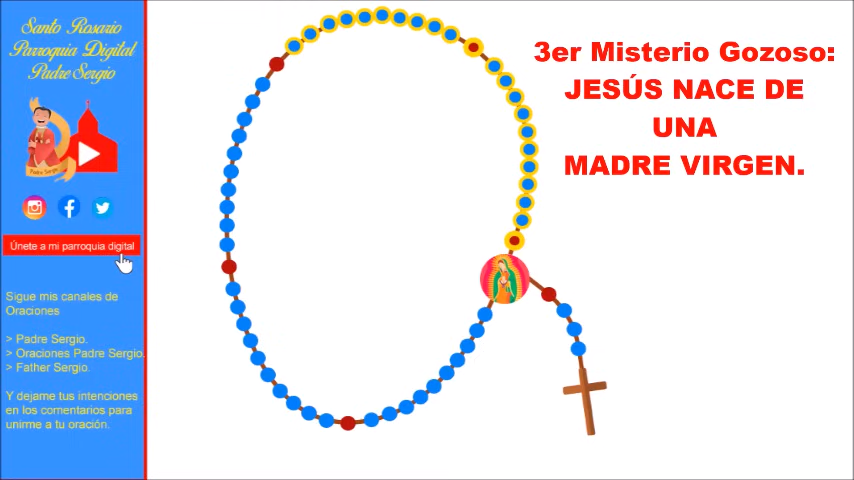 Santo Rosario
Parroquia Digital
Padre Sergio
Padre Sergio
Únete a mi parroquia digital
Sigue mis canales de
Oraciones
> Padre Sergio.
> Oraciones Padre Sergio.
> Father Sergio.
Y dejame tus intenciones
en los comentarios para
unirme a tu oración.
3er Misterio Gozoso:
JESÚS NACE DE
UNA
MADRE VIRGEN.